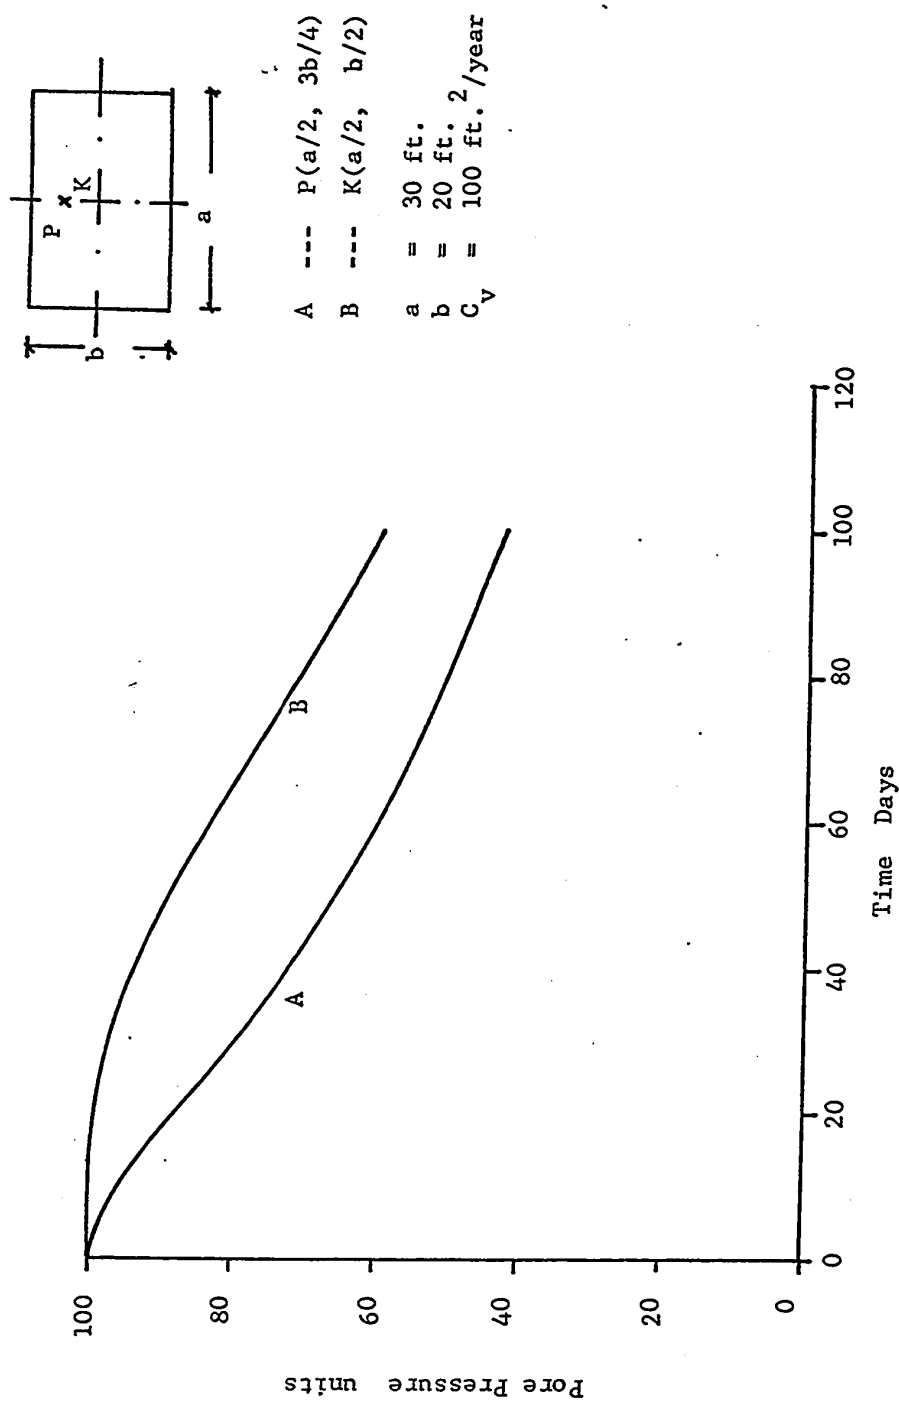 P
K
b
a
A --- P(a/2, 3b/4)
B --- K(a/2, b/2)
a = 30 ft.
b = 20 ft.
Cv = 100 ft.2/year
Pore Pressure units
100
80
60
40
20
0
B
A
0 20 40 60 80 100 120
Time Days